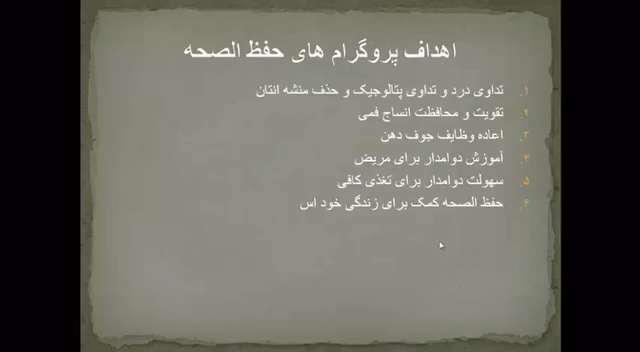 اهداف پروگرام های حفظ الصحه
۱. تداوی درد و تداوی پتالوجیک و حذف منشه انتان
۲. تقویت و محافظت انساج فمی
۳. اعاده وظایف جوف دهن
۴. آموزش دوامدار برای مریض
۵. سهولت دوامدار برای تغذی کافی
۶. حفظ الصحه کمک برای زندگی خود اس